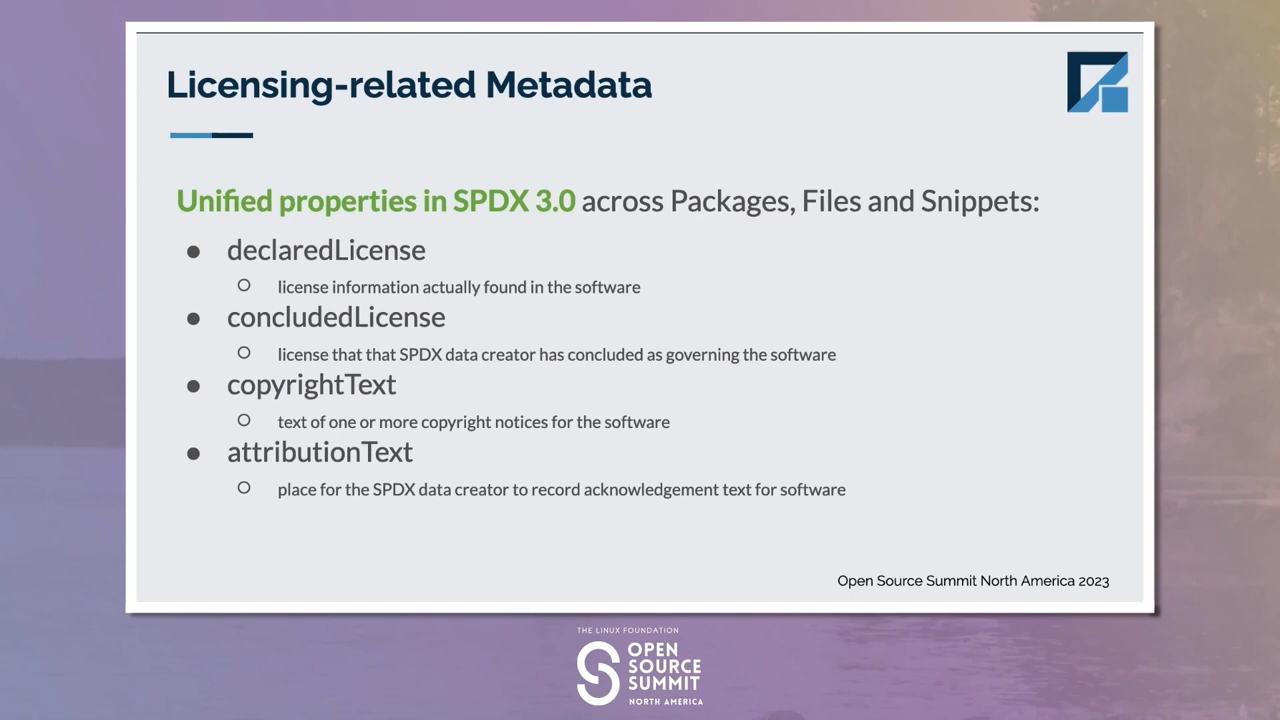 Licensing-related Metadata
Unified properties in SPDX 3.0 across Packages, Files and Snippets:
● declaredLicense
○ license information actually found in the software
● concludedLicense
○ license that that SPDX data creator has concluded as governing the software
● copyrightText
○ text of one or more copyright notices for the software
● attributionText
○ place for the SPDX data creator to record acknowledgement text for software
Open Source Summit North America 2023
THE LINUX FOUNDATION
OPEN
SOURCE
SUMMIT
NORTH AMERICA